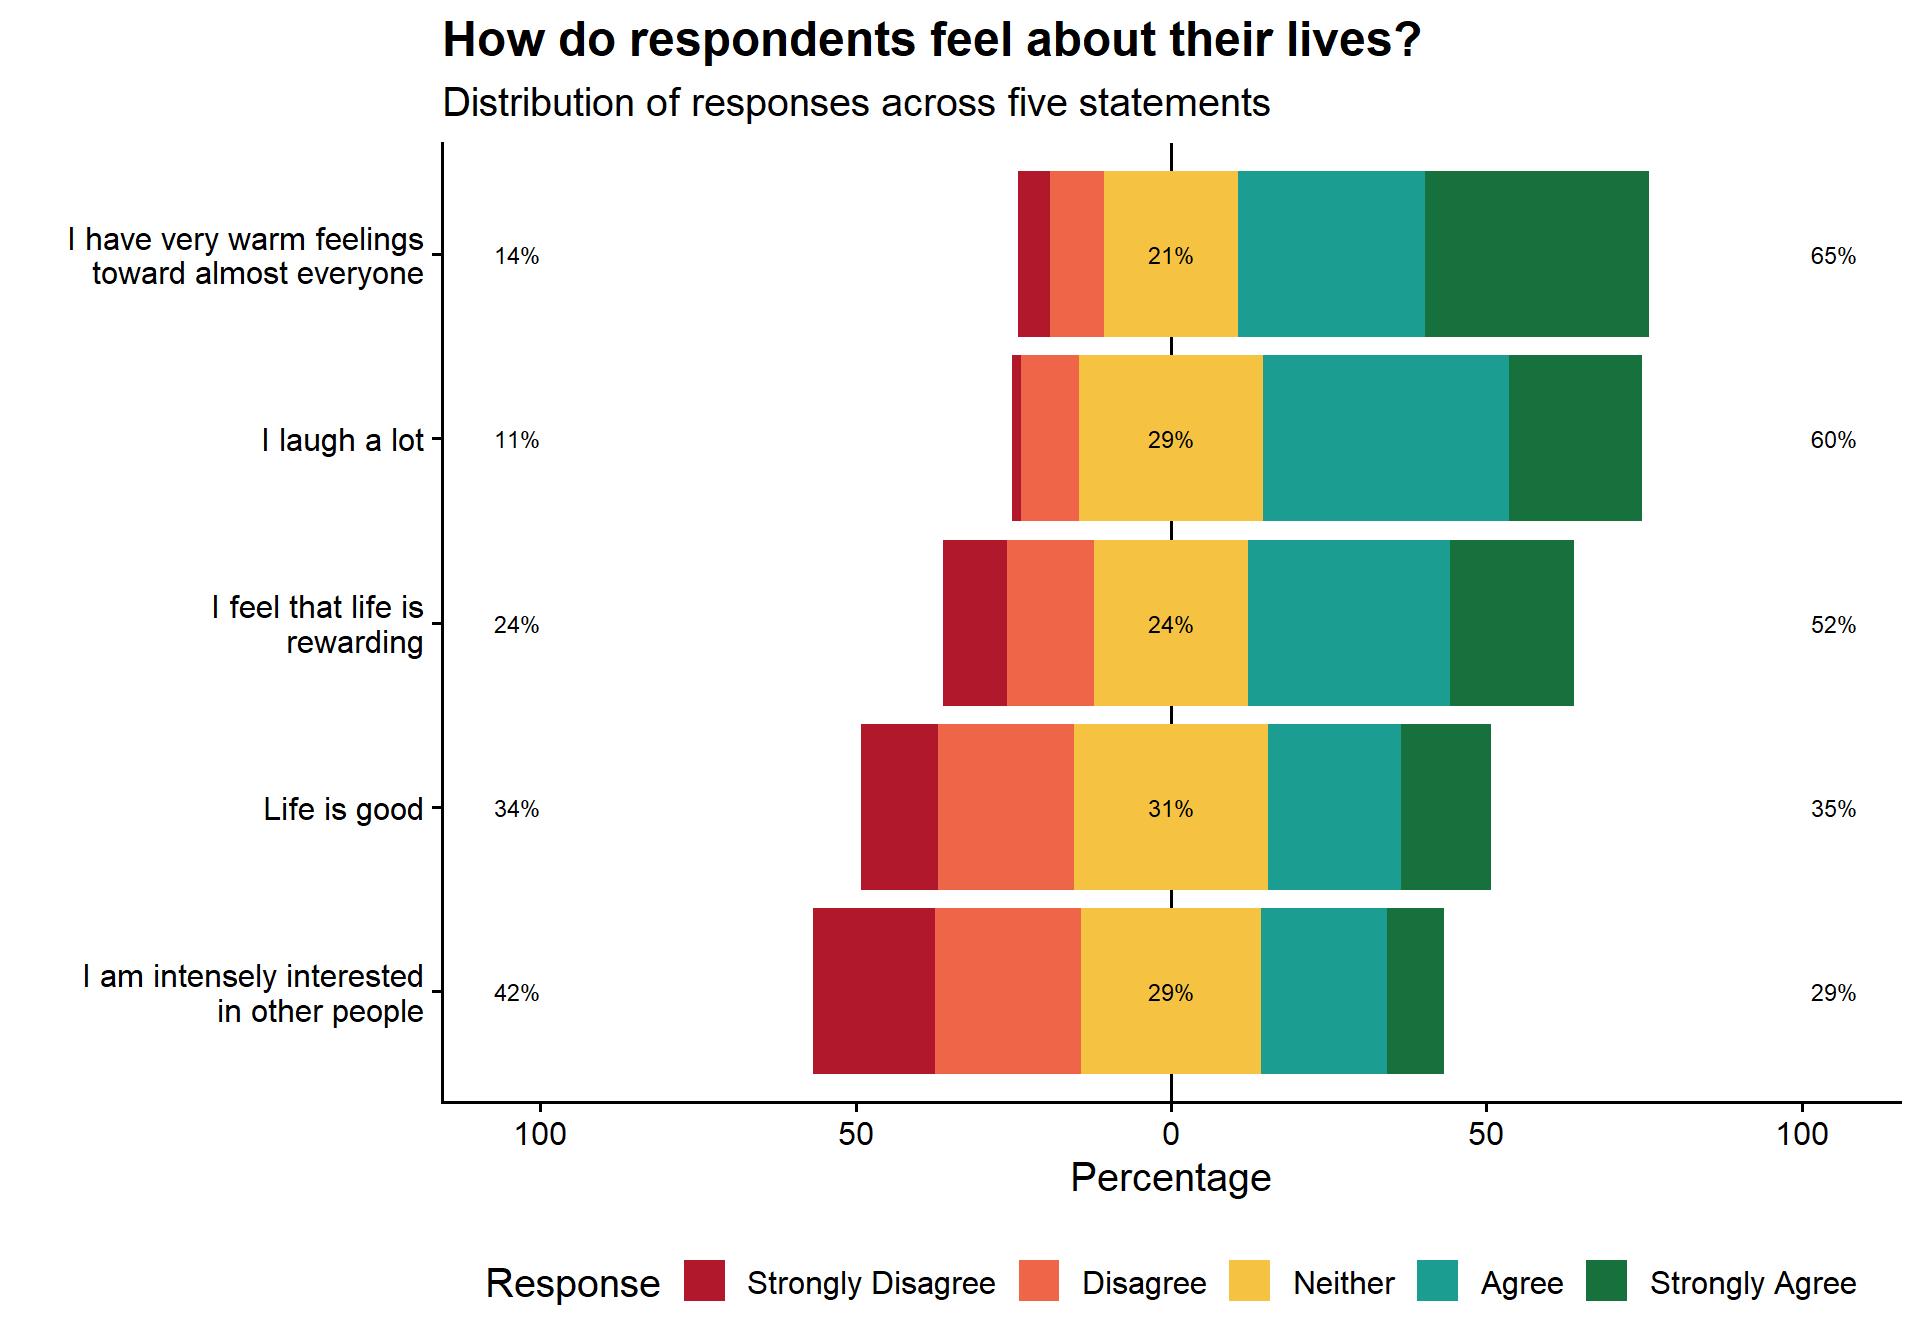 How do respondents feel about their lives?
Distribution of responses across five statements
I have very warm feelings
toward almost everyone
14%
21%
65%
I laugh a lot
11%
29%
60%
I feel that life is
rewarding
24%
24%
52%
Life is good
34%
31%
35%
I am intensely interested
in other people
42%
29%
29%
100
50
0
50
100
Percentage
Response
Strongly Disagree
Disagree
Neither
Agree
Strongly Agree